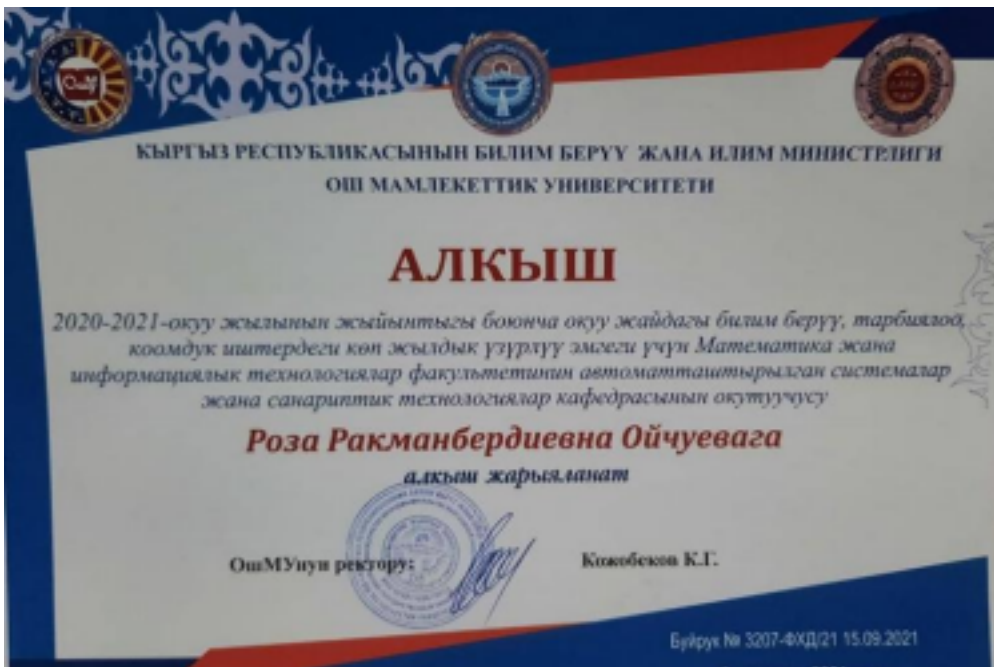 КЫРГЫЗ РЕСПУБЛИКАСЫНЫН БИЛИМ БЕРҮҮ ЖАНА ИЛИМ МИНИСТРЛИГИ
ОШ МАМЛЕКЕТТИК УНИВЕРСИТЕТИ
АЛКЫШ
2020-2021-окуу жылынын жыйынтыгы боюнча окуу жайдагы билим берүү, тарбиялоо,
коомдук иштердеги көп жылдык үзүрлүү эмгеги үчүн Математика жана
информациялык технологиялар факультетинин автоматташтырылган системалар
жана санариптик технологиялар кафедрасынын окутуучусу
Роза Ракманбердиевна Ойчуевага
алкыш жарыяланат
ОшМУнун ректору: Кожобеков К.Г.
Буйрук № 3207-ФХД/21 15.09.2021